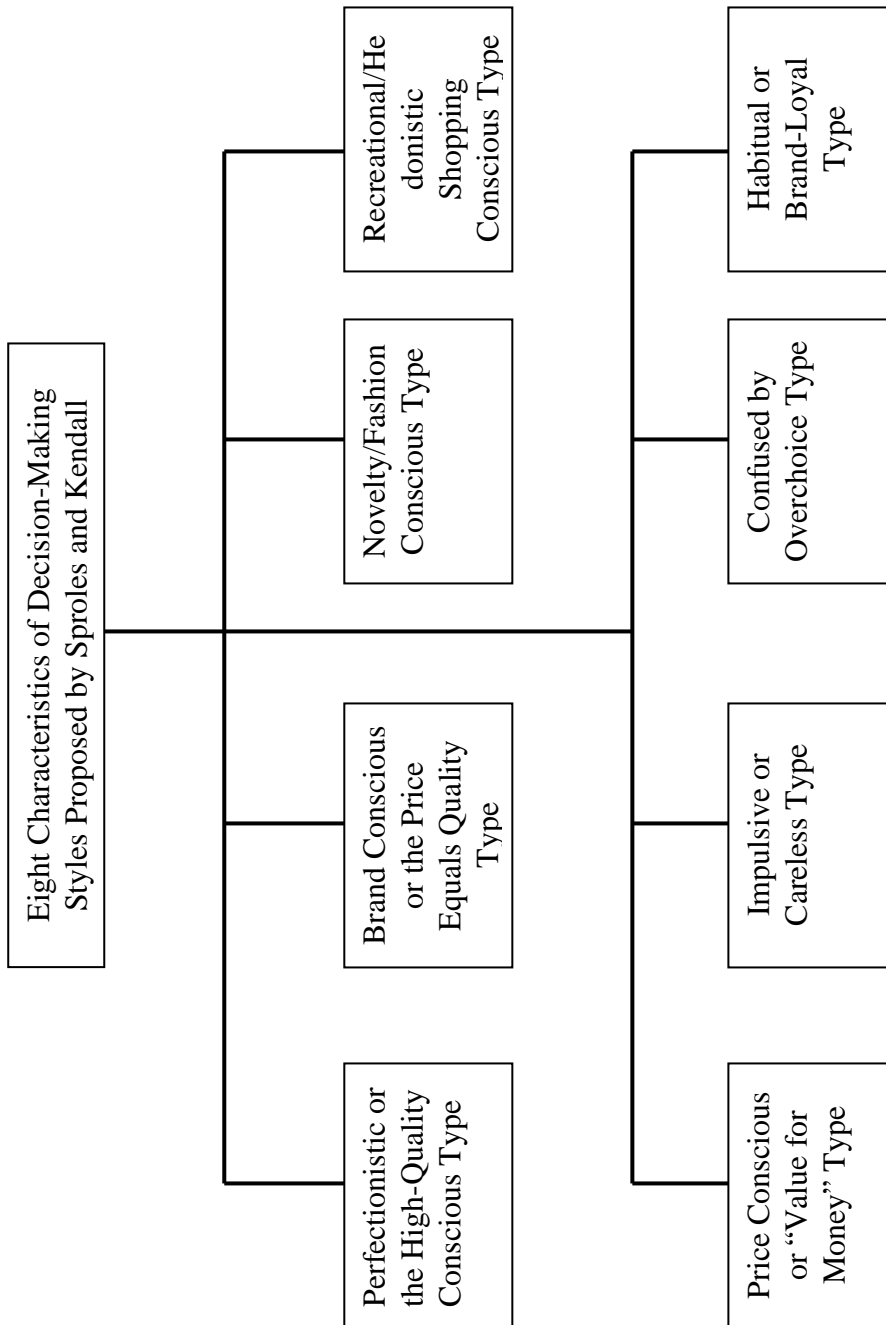 Eight Characteristics of Decision-Making
Styles Proposed by Sproles and Kendall
Perfectionistic or
the High-Quality
Conscious Type
Brand Conscious
or the Price
Equals Quality
Type
Novelty/Fashion
Conscious Type
Recreational/He
donistic
Shopping
Conscious Type
Price Conscious
or “Value for
Money” Type
Impulsive or
Careless Type
Confused by
Overchoice Type
Habitual or
Brand-Loyal
Type